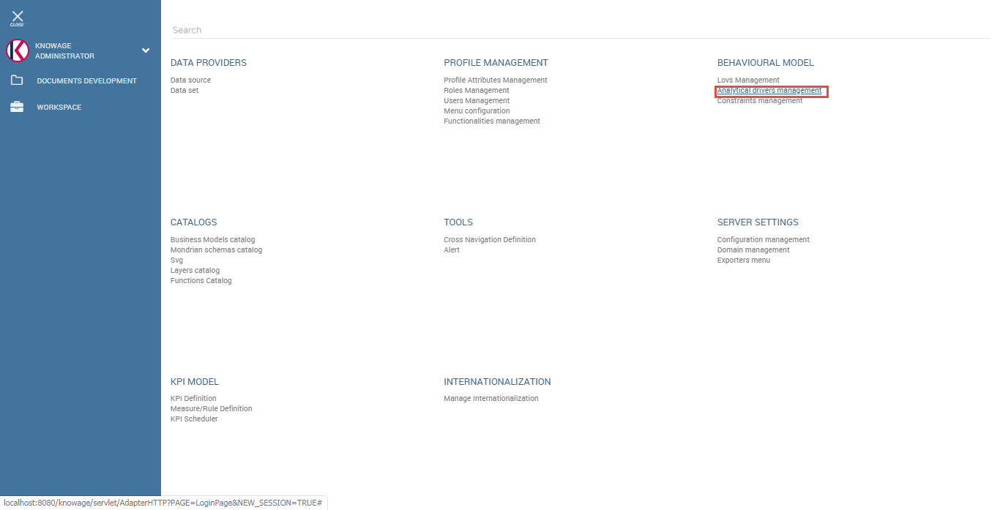 CLOSE
KNOWAGE
ADMINISTRATOR
DOCUMENTS DEVELOPMENT
WORKSPACE
Search
DATA PROVIDERS
Data source
Data set
PROFILE MANAGEMENT
Profile Attributes Management
Roles Management
Users Management
Menu configuration
Functionalities management
BEHAVIOURAL MODEL
Lovs Management
Analytical drivers management
Constraints management
CATALOGS
Business Models catalog
Mondrian schemas catalog
Svg
Layers catalog
Functions Catalog
TOOLS
Cross Navigation Definition
Alert
SERVER SETTINGS
Configuration management
Domain management
Exporters menu
KPI MODEL
KPI Definition
Measure/Rule Definition
KPI Scheduler
INTERNATIONALIZATION
Manage Internationalization
localhost:8080/knowage/servlet/AdapterHTTP?PAGE=LoginPage&NEW_SESSION=TRUE#